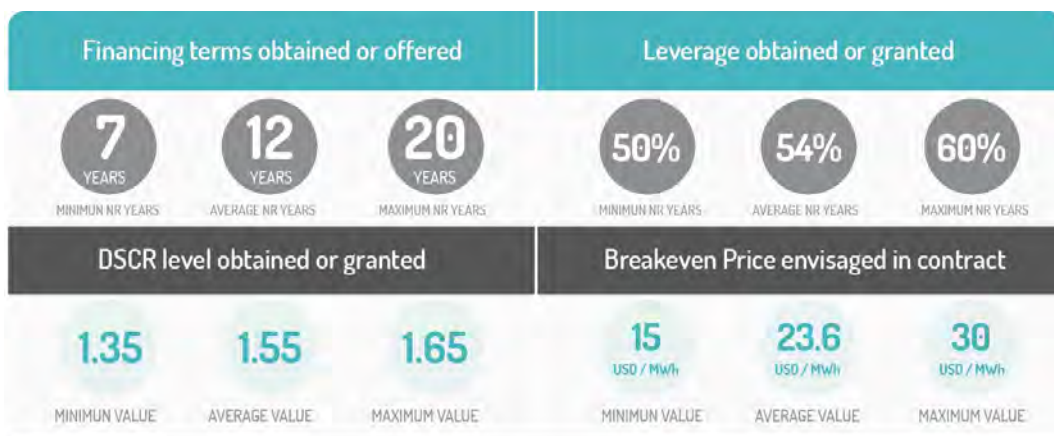 Financing terms obtained or offered
Leverage obtained or granted
7
YEARS
12
YEARS
20
YEARS
50%
54%
60%
MINIMUN NR YEARS
AVERAGE NR YEARS
MAXIMUM NR YEARS
MINIMUN NR YEARS
AVERAGE NR YEARS
MAXIMUM NR YEARS
DSCR level obtained or granted
Breakeven Price envisaged in contract
1.35
1.55
1.65
15
USD / MWh
23.6
USD / MWh
30
USD / MWh
MINIMUN VALUE
AVERAGE VALUE
MAXIMUM VALUE
MINIMUN VALUE
AVERAGE VALUE
MAXIMUM VALUE